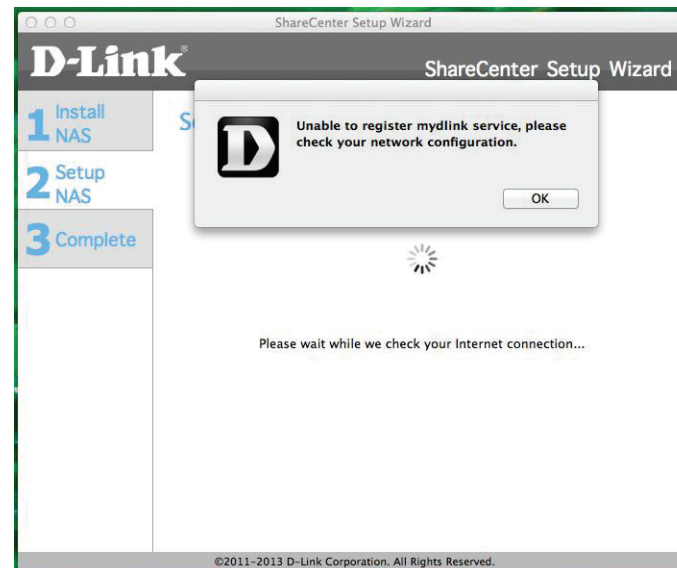 ShareCenter Setup Wizard
D-Link®
ShareCenter Setup Wizard
1 Install
NAS
2 Setup
NAS
3 Complete
S
D
Unable to register mydlink service, please
check your network configuration.
OK
Please wait while we check your Internet connection...
©2011-2013 D-Link Corporation. All Rights Reserved.